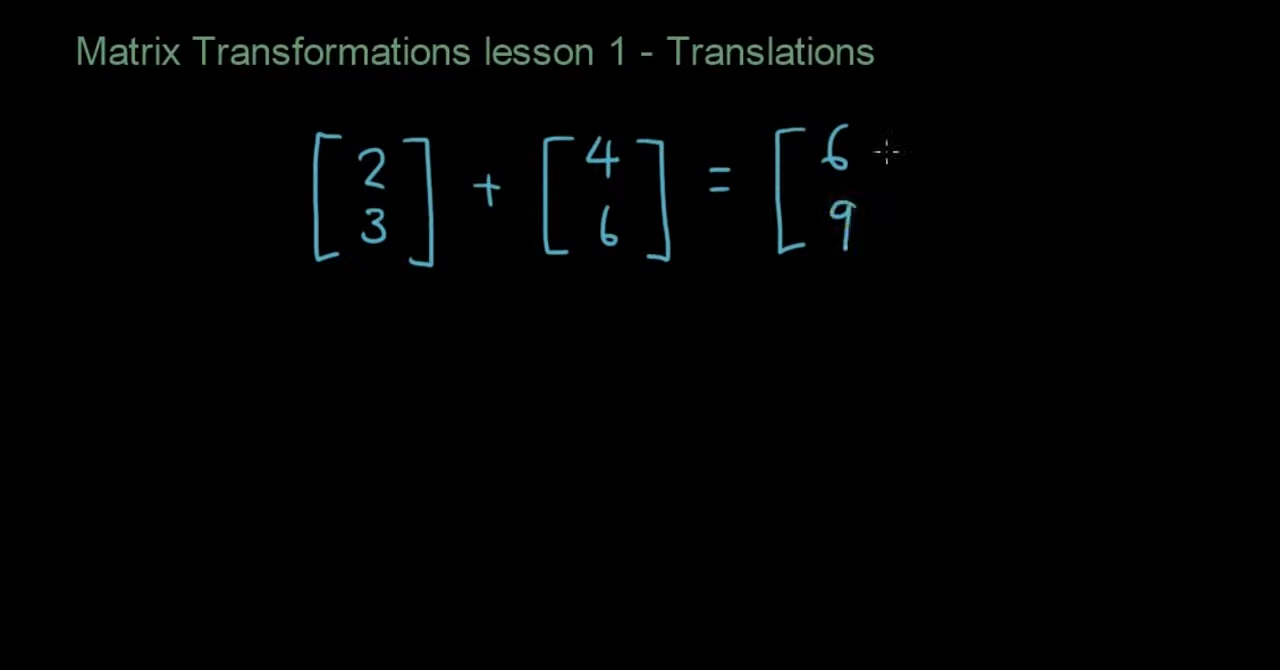 Matrix Transformations lesson 1 - Translations
[2 3] + [4 6] = [6 9